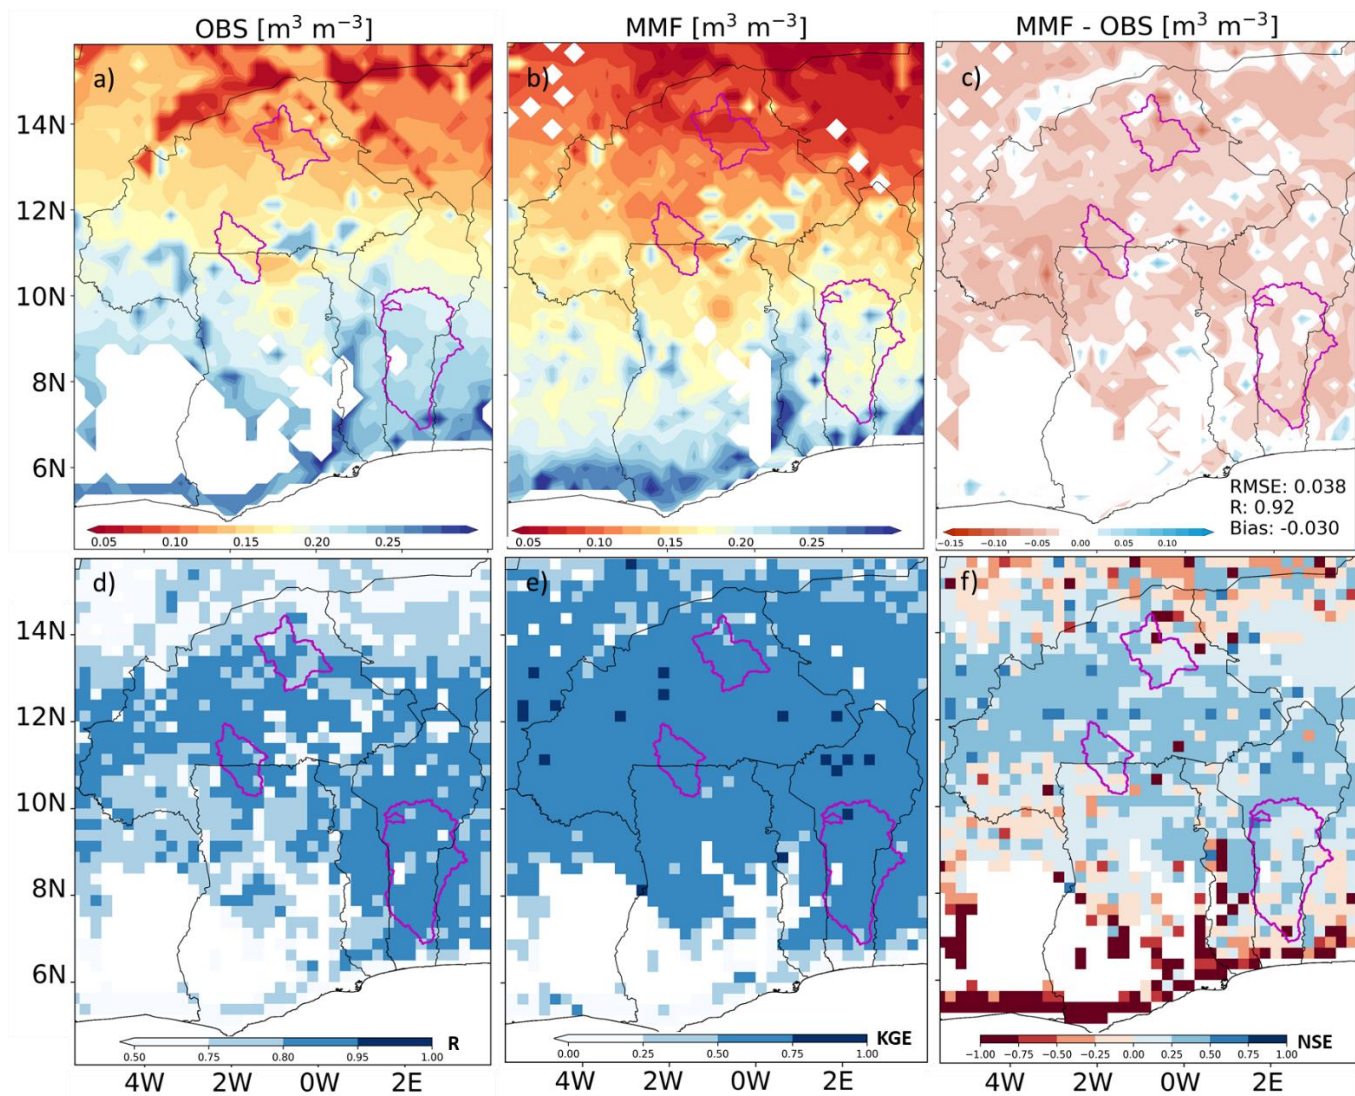 OBS [m³ m⁻³]
MMF [m³ m⁻³]
MMF - OBS [m³ m⁻³]
a)
b)
c)
14N
12N
10N
8N
6N
RMSE: 0.038
R: 0.92
Bias: -0.030
0.05 0.10 0.15 0.20 0.25
0.05 0.10 0.15 0.20 0.25
−0.15 −0.10 −0.05 0.00 0.05 0.10
d)
e)
f)
14N
12N
10N
8N
6N
0.50 0.75 0.80 0.95 1.00 R
0.00 0.25 0.50 0.75 1.00 KGE
−1.00 −0.75 −0.50 −0.25 0.00 0.25 0.50 0.75 1.00 NSE
4W 2W 0W 2E
4W 2W 0W 2E
4W 2W 0W 2E